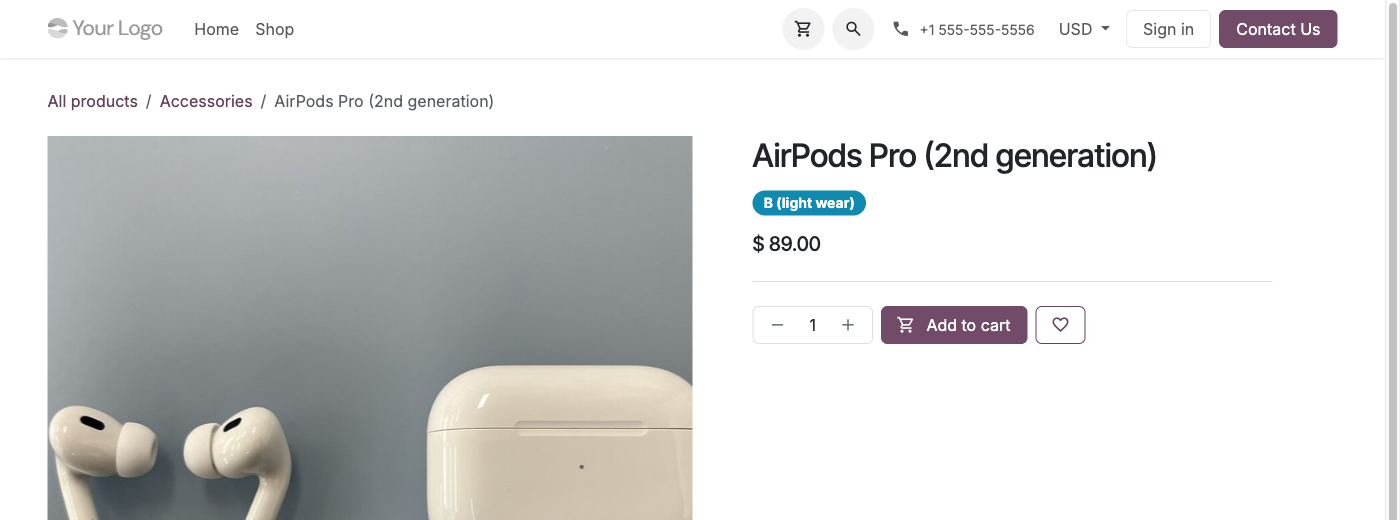 Your Logo
Home
Shop
+1 555-555-5556
USD
Sign in
Contact Us
All products / Accessories / AirPods Pro (2nd generation)
AirPods Pro (2nd generation)
B (light wear)
$ 89.00
1
Add to cart